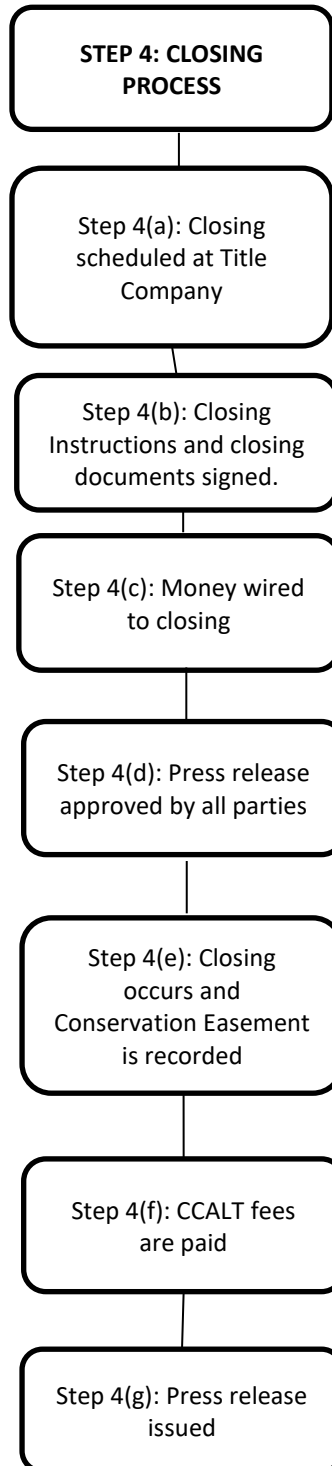 STEP 4: CLOSING
PROCESS
Step 4(a): Closing
scheduled at Title
Company
Step 4(b): Closing
Instructions and closing
documents signed.
Step 4(c): Money wired
to closing
Step 4(d): Press release
approved by all parties
Step 4(e): Closing
occurs and
Conservation Easement
is recorded
Step 4(f): CCALT fees
are paid
Step 4(g): Press release
issued